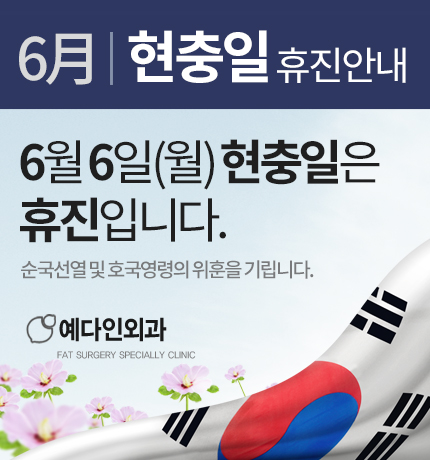 6月 | 현충일 휴진안내
6월 6일(월) 현충일은
휴진입니다.
순국선열 및 호국영령의 위훈을 기립니다.
예다인외과
FAT SURGERY SPECIALLY CLINIC